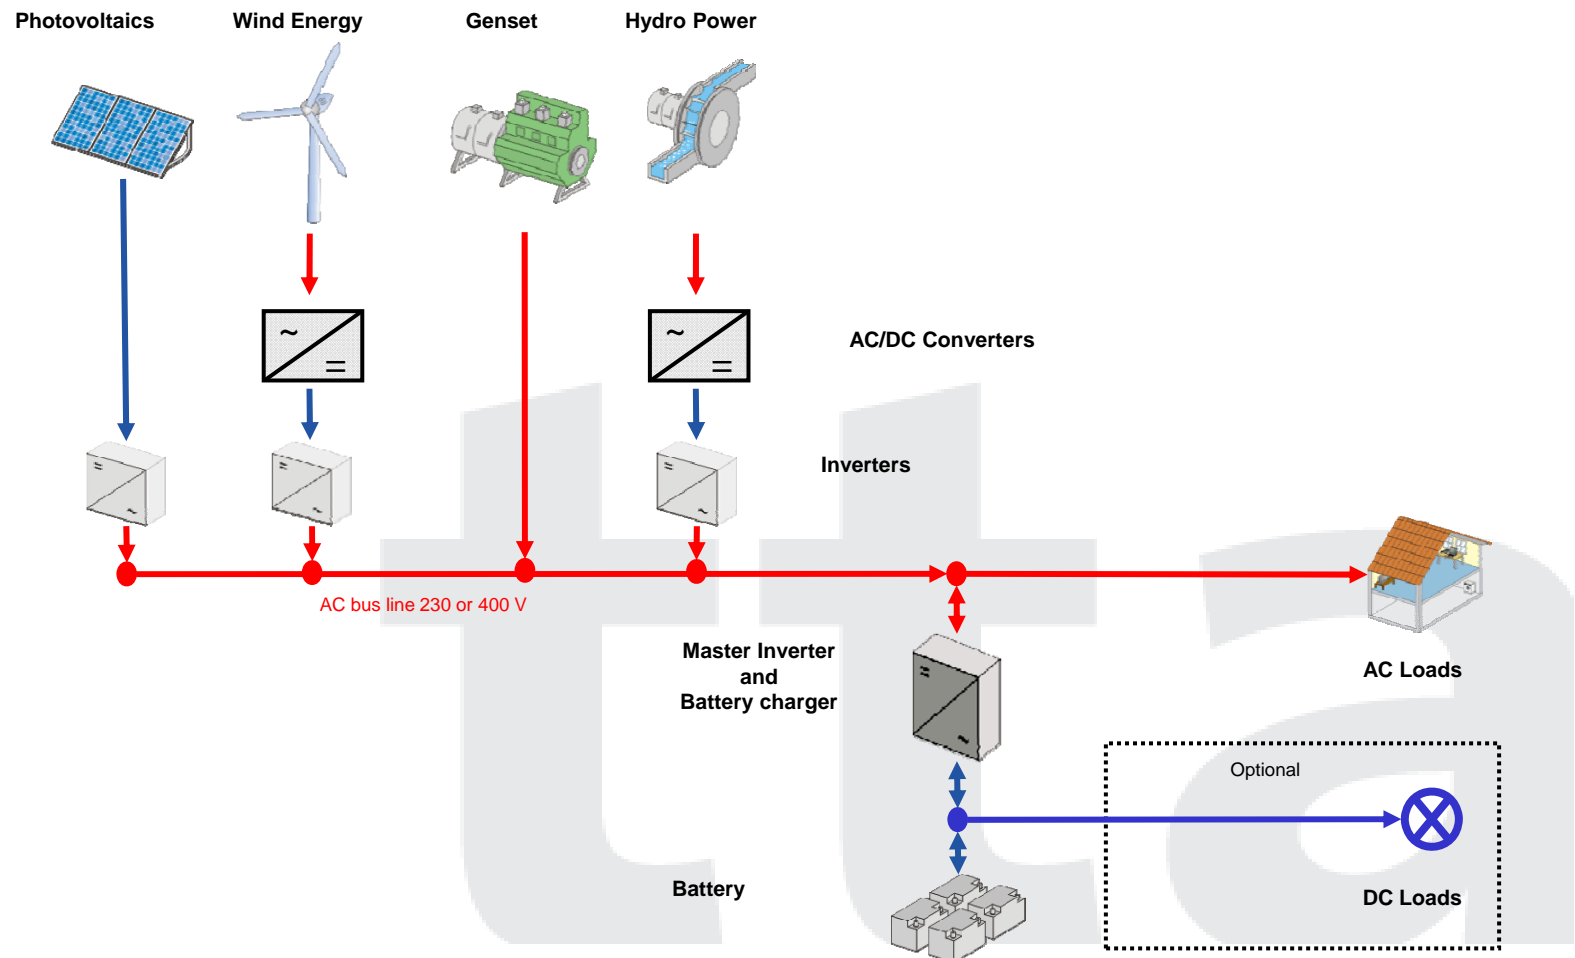 Photovoltaics
Wind Energy
Genset
Hydro Power
AC/DC Converters
Inverters
AC bus line 230 or 400 V
Master Inverter
and
Battery charger
AC Loads
Optional
Battery
DC Loads
tta